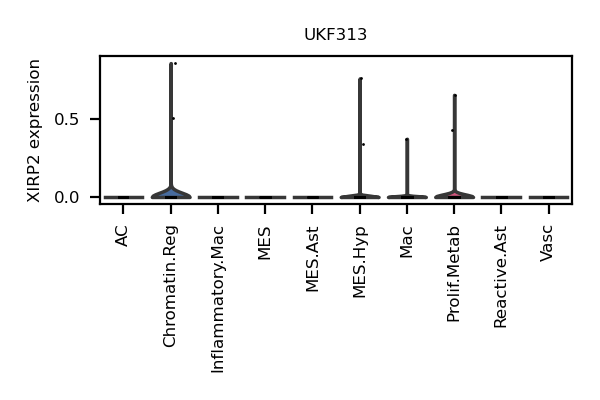 UKF313
XIRP2 expression
0.5
0.0
AC
Chromatin.Reg
Inflammatory.Mac
MES
MES.Ast
MES.Hyp
Mac
Prolif.Metab
Reactive.Ast
Vasc